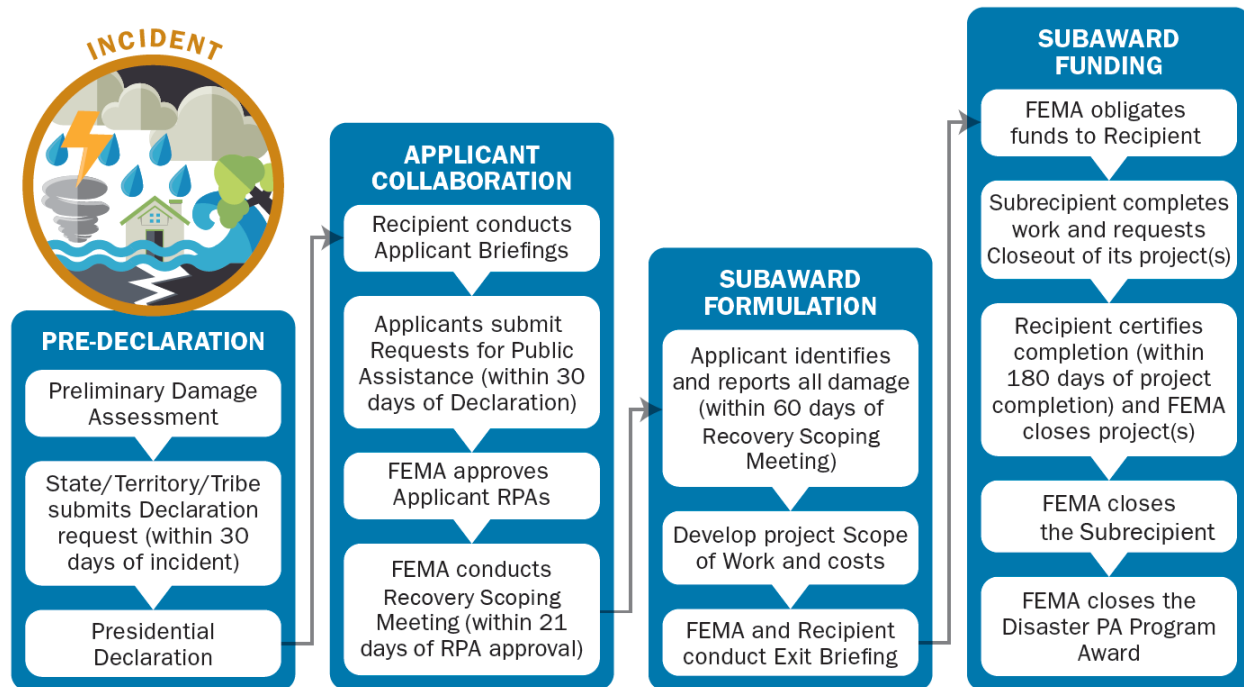 INCIDENT
PRE-DECLARATION
Preliminary Damage
Assessment
State/Territory/Tribe
submits Declaration
request (within 30
days of incident)
Presidential
Declaration
APPLICANT
COLLABORATION
Recipient conducts
Applicant Briefings
Applicants submit
Requests for Public
Assistance (within 30
days of Declaration)
FEMA approves
Applicant RPAs
FEMA conducts
Recovery Scoping
Meeting (within 21
days of RPA approval)
SUBAWARD
FORMULATION
Applicant identifies
and reports all damage
(within 60 days of
Recovery Scoping
Meeting)
Develop project Scope
of Work and costs
FEMA and Recipient
conduct Exit Briefing
SUBAWARD
FUNDING
FEMA obligates
funds to Recipient
Subrecipient completes
work and requests
Closeout of its project(s)
Recipient certifies
completion (within
180 days of project
completion) and FEMA
closes project(s)
FEMA closes
the Subrecipient
FEMA closes the
Disaster PA Program
Award